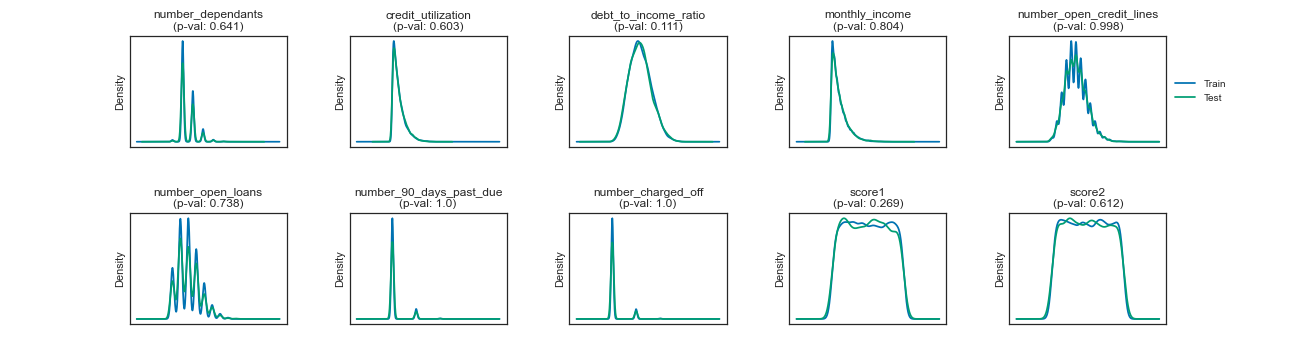 number_dependants
(p-val: 0.641)
Density
credit_utilization
(p-val: 0.603)
Density
debt_to_income_ratio
(p-val: 0.111)
Density
monthly_income
(p-val: 0.804)
Density
number_open_credit_lines
(p-val: 0.998)
Density
Train
Test
number_open_loans
(p-val: 0.738)
Density
number_90_days_past_due
(p-val: 1.0)
Density
number_charged_off
(p-val: 1.0)
Density
score1
(p-val: 0.269)
Density
score2
(p-val: 0.612)
Density